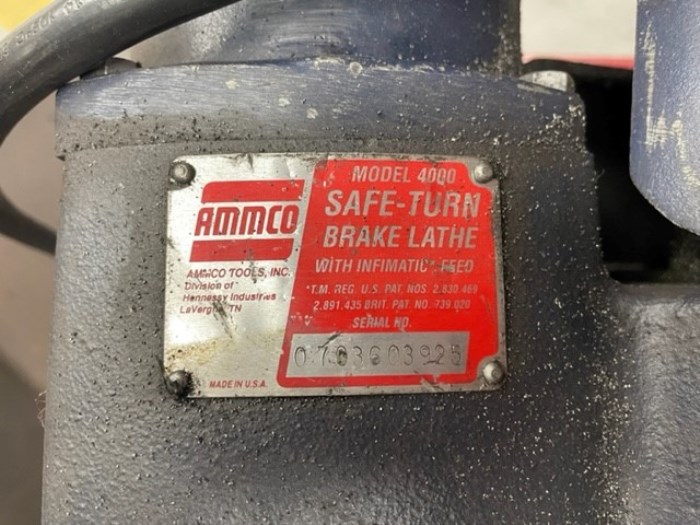 AMMCO
AMMCO TOOLS, INC.
Division of
Hennessy Industries
LaVergne, TN
MADE IN U.S.A.
MODEL 4000
SAFE-TURN
BRAKE LATHE
WITH INFIMATIC* FEED
*T.M. REG. U.S. PAT. NOS. 2.830.469
2.891.435 BRIT. PAT. NO. 739.020
SERIAL NO.
0703G03925